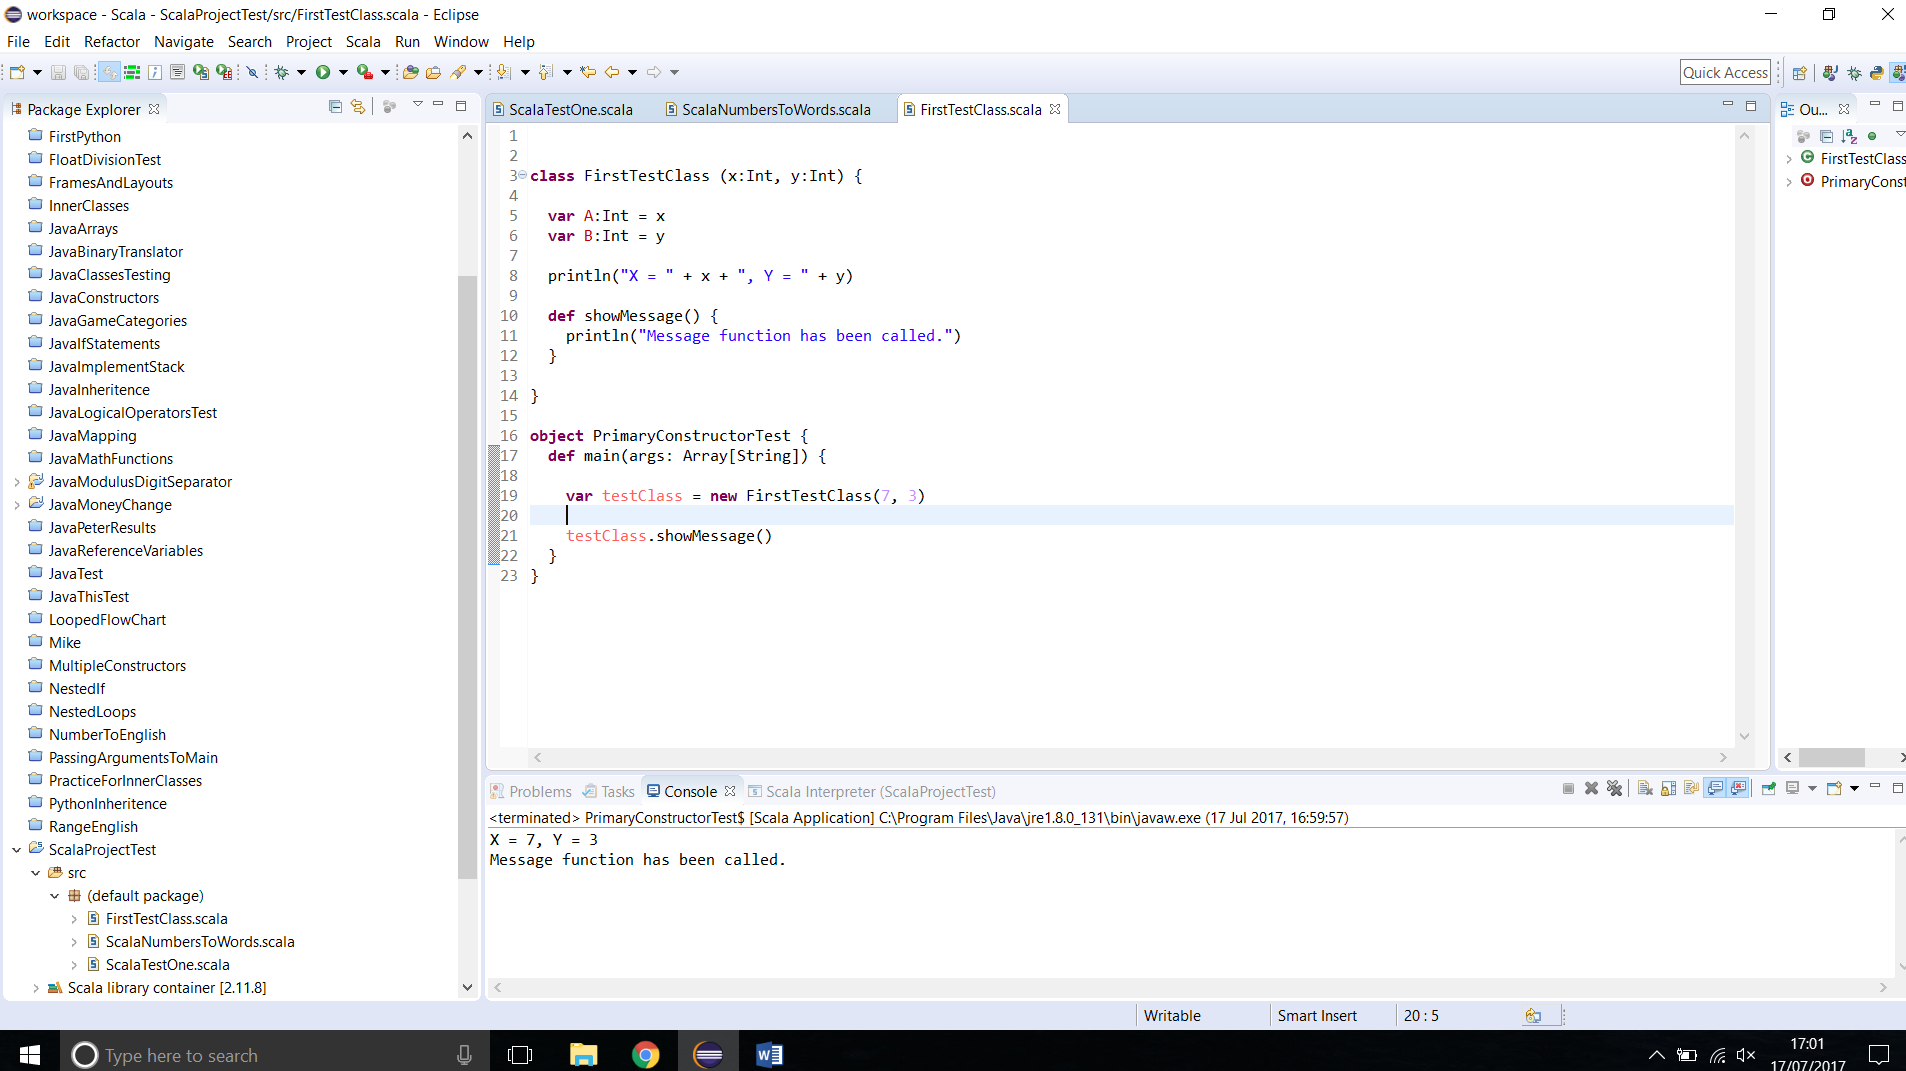 workspace - Scala - ScalaProjectTest/src/FirstTestClass.scala - Eclipse
File Edit Refactor Navigate Search Project Scala Run Window Help
Quick Access
Package Explorer
FirstPython
FloatDivisionTest
FramesAndLayouts
InnerClasses
JavaArrays
JavaBinaryTranslator
JavaClassesTesting
JavaConstructors
JavaGameCategories
JavaIfStatements
JavaImplementStack
JavaInheritence
JavaLogicalOperatorsTest
JavaMapping
JavaMathFunctions
JavaModulusDigitSeparator
JavaMoneyChange
JavaPeterResults
JavaReferenceVariables
JavaTest
JavaThisTest
LoopedFlowChart
Mike
MultipleConstructors
NestedIf
NestedLoops
NumberToEnglish
PassingArgumentsToMain
PracticeForInnerClasses
PythonInheritence
RangeEnglish
ScalaProjectTest
src
(default package)
FirstTestClass.scala
ScalaNumbersToWords.scala
ScalaTestOne.scala
Scala library container [2.11.8]
ScalaTestOne.scala ScalaNumbersToWords.scala FirstTestClass.scala
1
2
3 class FirstTestClass (x:Int, y:Int) {
4
5 var A:Int = x
6 var B:Int = y
7
8 println("X = " + x + ", Y = " + y)
9
10 def showMessage() {
11 println("Message function has been called.")
12 }
13
14 }
15
16 object PrimaryConstructorTest {
17 def main(args: Array[String]) {
18
19 var testClass = new FirstTestClass(7, 3)
20
21 testClass.showMessage()
22 }
23 }
Ou...
FirstTestClass
PrimaryConst
Problems Tasks Console Scala Interpreter (ScalaProjectTest)
<terminated> PrimaryConstructorTest$ [Scala Application] C:\Program Files\Java\jre1.8.0_131\bin\javaw.exe (17 Jul 2017, 16:59:57)
X = 7, Y = 3
Message function has been called.
Writable Smart Insert 20 : 5
Type here to search
17:01
17/07/2017